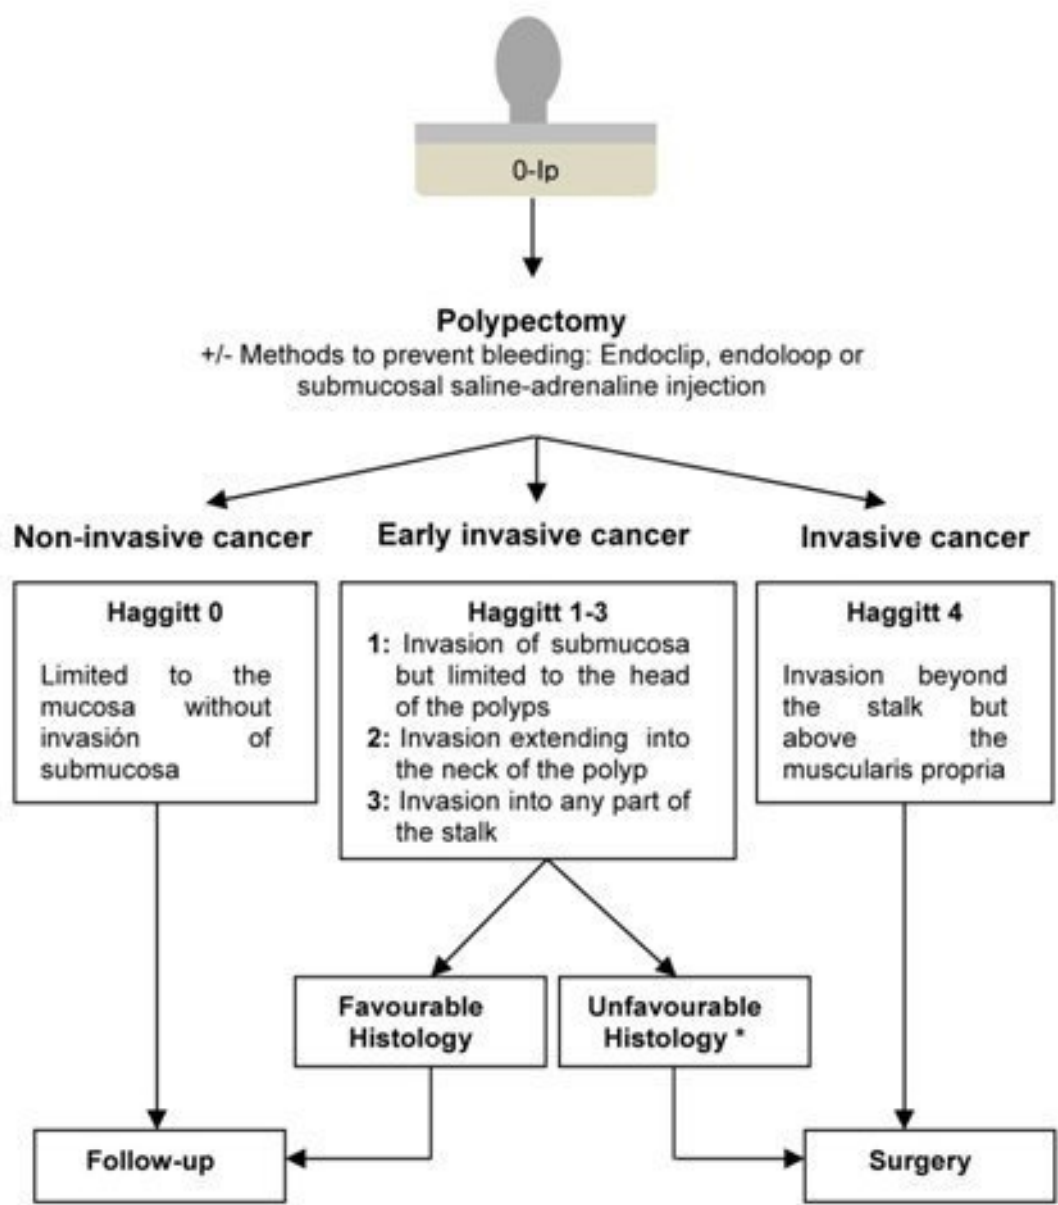 0-Ip
Polypectomy
+/- Methods to prevent bleeding: Endoclip, endoloop or
submucosal saline-adrenaline injection
Non-invasive cancer
Early invasive cancer
Invasive cancer
Haggitt 0
Limited to the
mucosa without
invasión of
submucosa
Haggitt 1-3
1: Invasion of submucosa
but limited to the head
of the polyps
2: Invasion extending into
the neck of the polyp
3: Invasion into any part of
the stalk
Haggitt 4
Invasion beyond
the stalk but
above the
muscularis propria
Favourable
Histology
Unfavourable
Histology *
Follow-up
Surgery